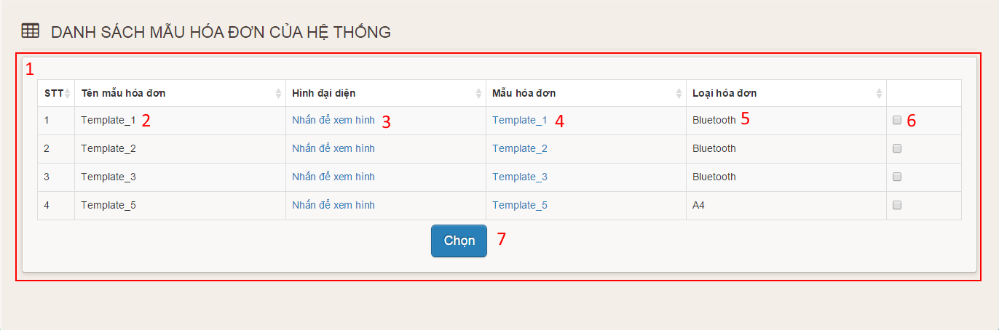 DANH SÁCH MẪU HÓA ĐƠN CỦA HỆ THỐNG
1
STT Tên mẫu hóa đơn Hình đại diện Mẫu hóa đơn Loại hóa đơn
1 Template_1 2 Nhấn để xem hình 3 Template_1 4 Bluetooth 5 6
2 Template_2 Nhấn để xem hình Template_2 Bluetooth
3 Template_3 Nhấn để xem hình Template_3 Bluetooth
4 Template_5 Nhấn để xem hình Template_5 A4
Chọn 7